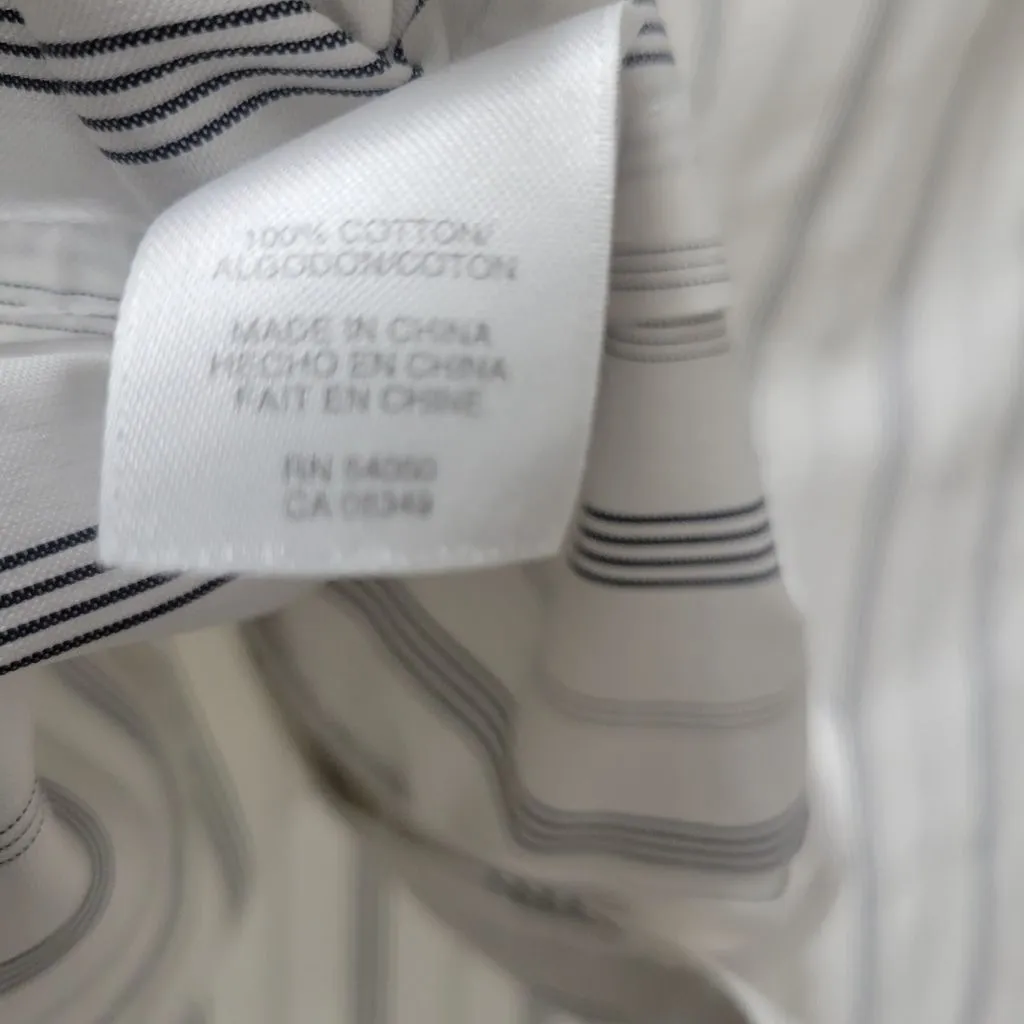 100% COTTON/
ALGODON/COTON
MADE IN CHINA
HECHO EN CHINA
FAIT EN CHINE
RN
CA